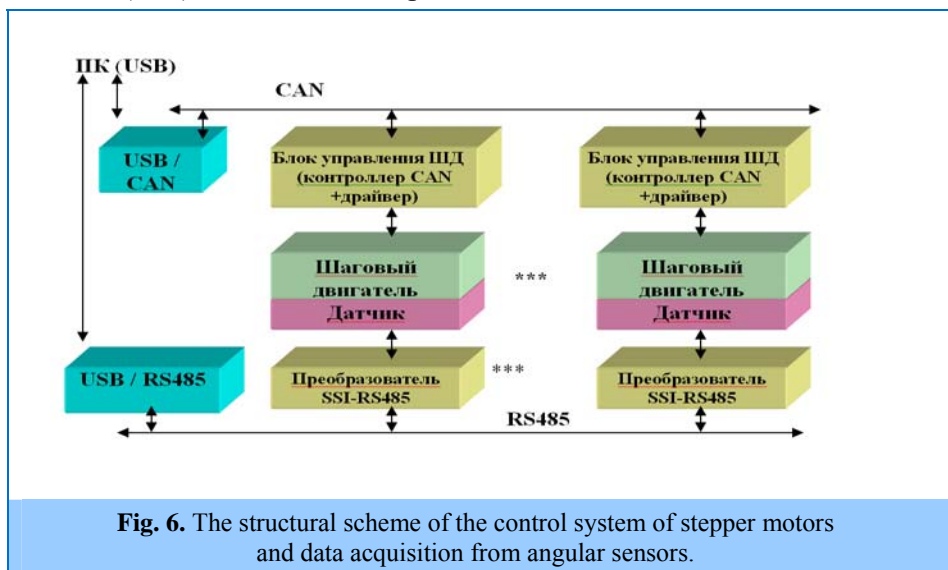 ПК (USB)
CAN
USB /
CAN
Блок управления ШД
(контроллер CAN
+драйвер)
Блок управления ШД
(контроллер CAN
+драйвер)
Шаговый
двигатель
Датчик
***
Шаговый
двигатель
Датчик
USB / RS485
Преобразователь
SSI-RS485
***
Преобразователь
SSI-RS485
RS485
Fig. 6. The structural scheme of the control system of stepper motors
and data acquisition from angular sensors.